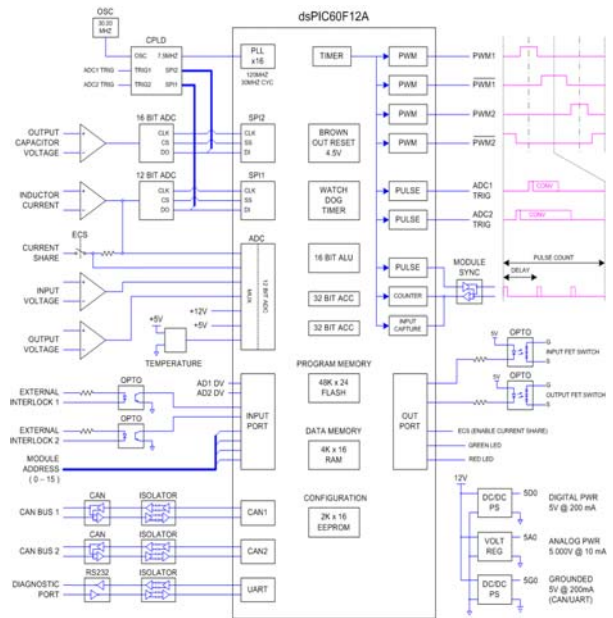 dsPIC60F12A
OSC
30.00
MHZ
CPLD
OSC 7.5MHZ
TRIG1 SPI2
TRIG2 SPI1
ADC1 TRIG
ADC2 TRIG
PLL
x16
120MHZ
30MHZ CYC
TIMER
PWM
PWM
PWM
PWM
PWM1
PWM1
PWM2
PWM2
OUTPUT
CAPACITOR
VOLTAGE
16 BIT ADC
CLK
CS
DO
SPI2
CLK
SS
DI
BROWN
OUT RESET
4.5V
INDUCTOR
CURRENT
12 BIT ADC
CLK
CS
DO
SPI1
CLK
SS
DI
WATCH
DOG
TIMER
PULSE
PULSE
ADC1
TRIG
ADC2
TRIG
CONV
CONV
ECS
CURRENT
SHARE
INPUT
VOLTAGE
OUTPUT
VOLTAGE
ADC
MUX
12 BIT ADC
+12V
+5V
+5V
TEMPERATURE
16 BIT ALU
32 BIT ACC
32 BIT ACC
PULSE
COUNTER
INPUT
CAPTURE
MODULE
SYNC
PULSE COUNT
DELAY
AD1 DV
AD2 DV
EXTERNAL
INTERLOCK 1
OPTO
EXTERNAL
INTERLOCK 2
OPTO
MODULE
ADDRESS
( 0 – 15 )
INPUT
PORT
PROGRAM MEMORY
48K x 24
FLASH
DATA MEMORY
4K x 16
RAM
CONFIGURATION
2K x 16
EEPROM
OUT
PORT
5V
OPTO
G
S
INPUT FET SWITCH
5V
OPTO
G
S
OUTPUT FET SWITCH
ECS (ENABLE CURRENT SHARE)
GREEN LED
RED LED
CAN BUS 1
CAN
ISOLATOR
CAN1
CAN BUS 2
CAN
ISOLATOR
CAN2
DIAGNOSTIC
PORT
RS232
ISOLATOR
UART
12V
DC/DC
PS
5D0
DIGITAL PWR
5V @ 200 mA
VOLT
REG
5A0
ANALOG PWR
5.000V @ 10 mA
DC/DC
PS
5G0
GROUNDED
5V @ 200mA
(CAN/UART)